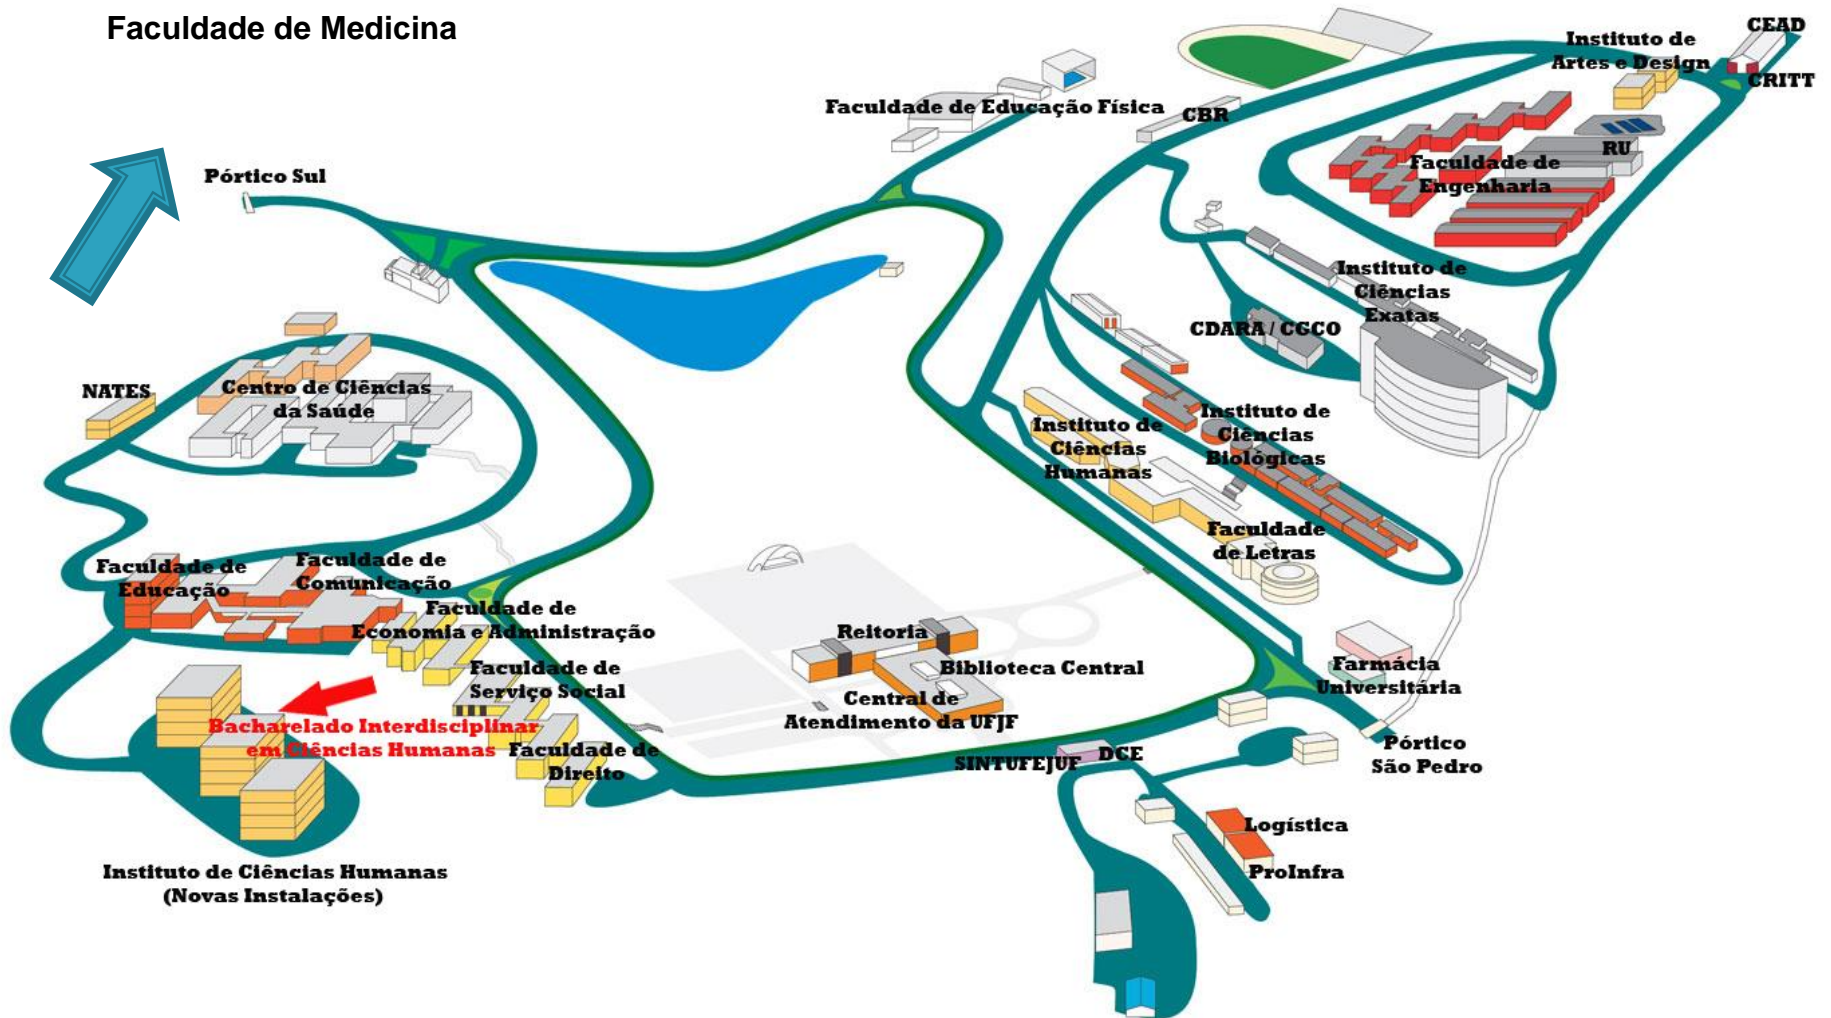 Faculdade de Medicina
CEAD
Instituto de
Artes e Design
CRITT
Faculdade de Educação Física
CBR
RU
Faculdade de
Engenharia
Pórtico Sul
Instituto de
Ciências
Exatas
CDARA / CGCO
NATES
Centro de Ciências
da Saúde
Instituto de
Ciências
Humanas
Instituto de
Ciências
Biológicas
Faculdade
de Letras
Faculdade de
Educação
Faculdade de
Comunicação
Faculdade de
Economia e Administração
Reitoria
Biblioteca Central
Central de
Atendimento da UFJF
Faculdade de
Serviço Social
Farmácia
Universitária
Bacharelado Interdisciplinar
em Ciências Humanas
Faculdade de
Direito
SINTUFEJUF
DCE
Pórtico
São Pedro
Logística
ProInfra
Instituto de Ciências Humanas
(Novas Instalações)